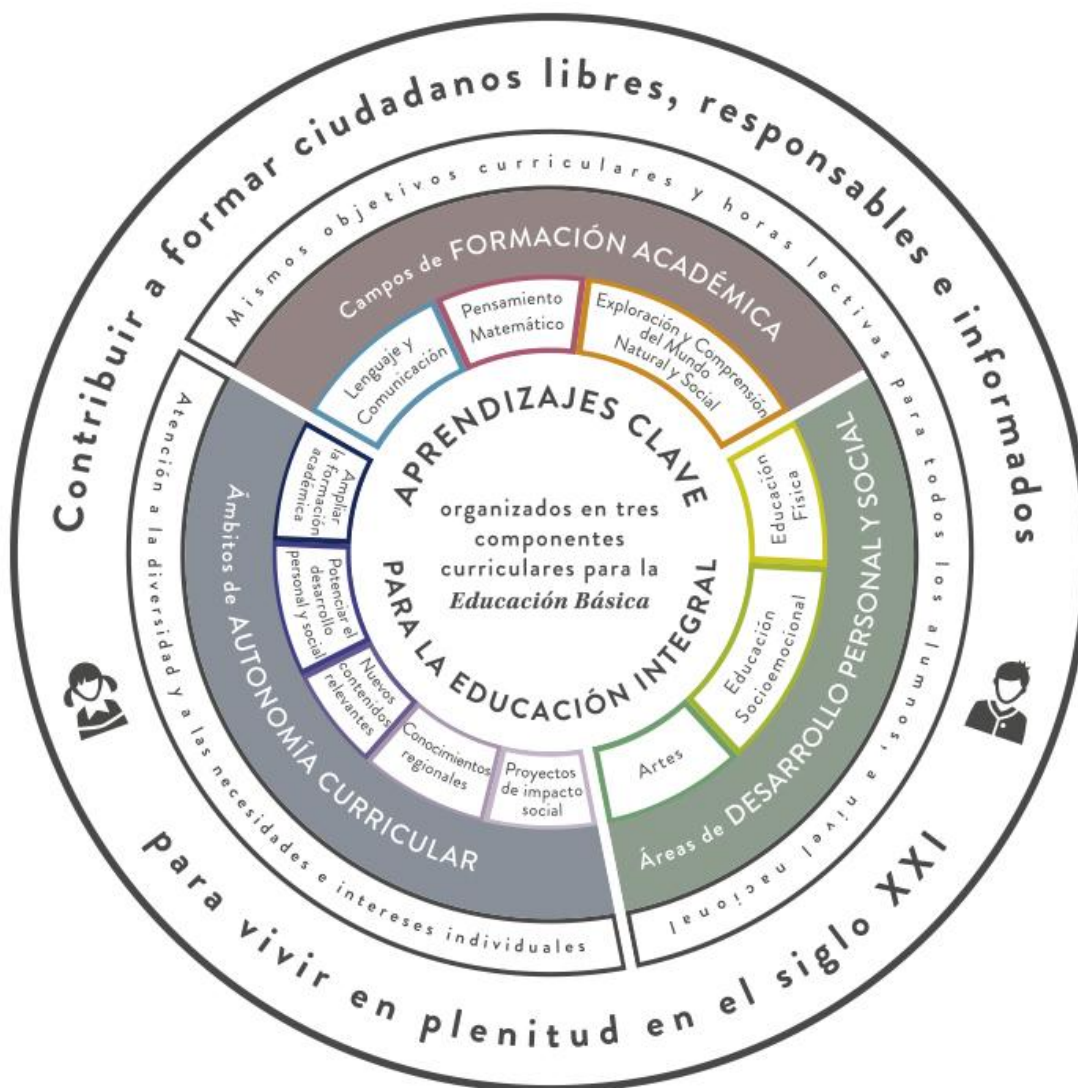 Contribuir a formar ciudadanos libres, responsables e informados
para vivir en plenitud en el siglo XXI
Mismos objetivos curriculares y horas lectivas para todos los alumnos, a nivel nacional
Atención a la diversidad y a las necesidades e intereses individuales
Campos de FORMACIÓN ACADÉMICA
Lenguaje y
Comunicación
Pensamiento
Matemático
Exploración y Comprensión
del Mundo
Natural y Social
Áreas de DESARROLLO PERSONAL Y SOCIAL
Educación
Física
Educación
Socioemocional
Artes
Ámbitos de AUTONOMÍA CURRICULAR
Ampliar
la formación
académica
Potenciar el
desarrollo
personal y social
Nuevos
contenidos
relevantes
Conocimientos
regionales
Proyectos
de impacto
social
APRENDIZAJES CLAVE
organizados en tres
componentes
curriculares para la
Educación Básica
PARA LA EDUCACIÓN INTEGRAL